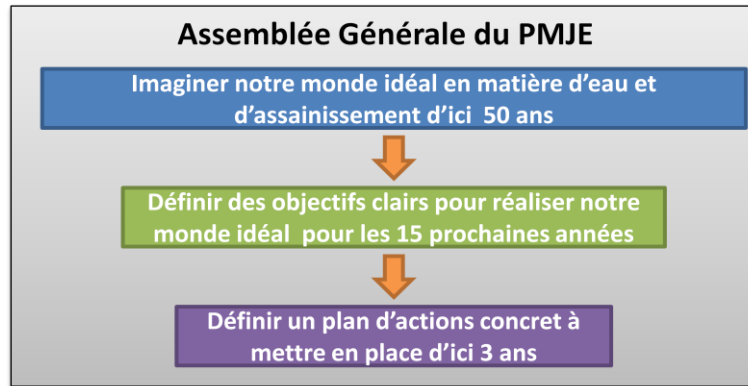 Assemblée Générale du PMJE
Imaginer notre monde idéal en matière d'eau et
d'assainissement d'ici 50 ans
Définir des objectifs clairs pour réaliser notre
monde idéal pour les 15 prochaines années
Définir un plan d'actions concret à
mettre en place d'ici 3 ans